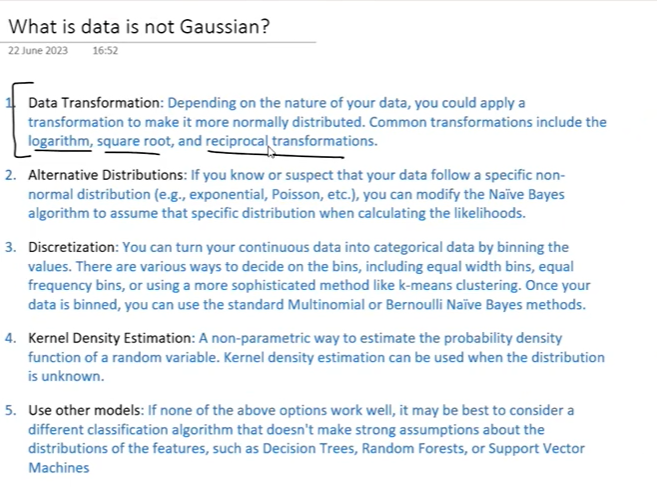 What is data is not Gaussian?
22 June 2023 16:52
1. Data Transformation: Depending on the nature of your data, you could apply a
transformation to make it more normally distributed. Common transformations include the
logarithm, square root, and reciprocal transformations.
2. Alternative Distributions: If you know or suspect that your data follow a specific non-
normal distribution (e.g., exponential, Poisson, etc.), you can modify the Naïve Bayes
algorithm to assume that specific distribution when calculating the likelihoods.
3. Discretization: You can turn your continuous data into categorical data by binning the
values. There are various ways to decide on the bins, including equal width bins, equal
frequency bins, or using a more sophisticated method like k-means clustering. Once your
data is binned, you can use the standard Multinomial or Bernoulli Naïve Bayes methods.
4. Kernel Density Estimation: A non-parametric way to estimate the probability density
function of a random variable. Kernel density estimation can be used when the distribution
is unknown.
5. Use other models: If none of the above options work well, it may be best to consider a
different classification algorithm that doesn't make strong assumptions about the
distributions of the features, such as Decision Trees, Random Forests, or Support Vector
Machines